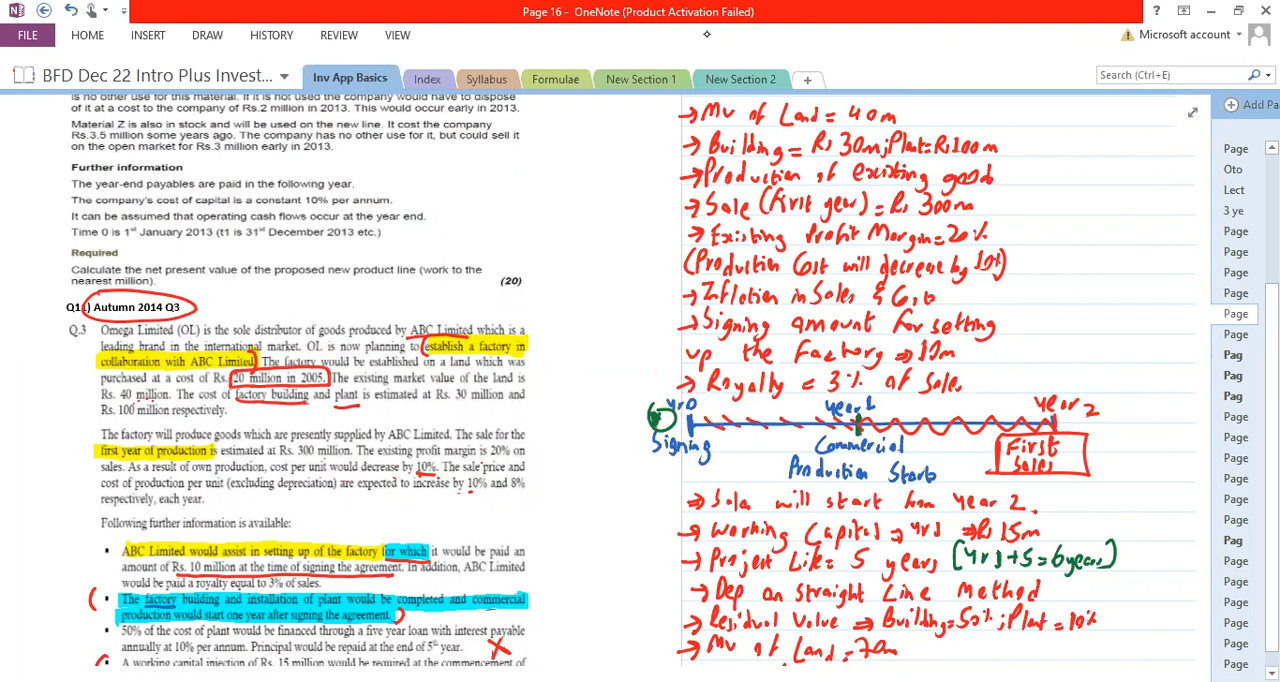 Page 16 - OneNote (Product Activation Failed)
FILE HOME INSERT DRAW HISTORY REVIEW VIEW
Microsoft account
BFD Dec 22 Intro Plus Invest... Inv App Basics Index Syllabus Formulae New Section 1 New Section 2 Search (Ctrl+E)
is no other use for this material. If it is not used the company would have to dispose
of it at a cost to the company of Rs.2 million in 2013. This would occur early in 2013.
Material Z is also in stock and will be used on the new line. It cost the company
Rs.3.5 million some years ago. The company has no other use for it, but could sell it
on the open market for Rs.3 million early in 2013.
Further information
The year-end payables are paid in the following year.
The company's cost of capital is a constant 10% per annum.
It can be assumed that operating cash flows occur at the year end.
Time 0 is 1st January 2013 (t1 is 31st December 2013 etc.)
Required
Calculate the net present value of the proposed new product line (work to the
nearest million). (20)
Autumn 2014 Q3
Q.3 Omega Limited (OL) is the sole distributor of goods produced by ABC Limited which is a
leading brand in the international market. OL is now planning to establish a factory in
collaboration with ABC Limited. The factory would be established on a land which was
purchased at a cost of Rs. 20 million in 2005. The existing market value of the land is
Rs. 40 million. The cost of factory building and plant is estimated at Rs. 30 million and
Rs. 100 million respectively.
The factory will produce goods which are presently supplied by ABC Limited. The sale for the
first year of production is estimated at Rs. 300 million. The existing profit margin is 20% on
sales. As a result of own production, cost per unit would decrease by 10%. The sale price and
cost of production per unit (excluding depreciation) are expected to increase by 10% and 8%
respectively, each year.
Following further information is available:
▪ ABC Limited would assist in setting up of the factory for which it would be paid an
amount of Rs. 10 million at the time of signing the agreement. In addition, ABC Limited
would be paid a royalty equal to 3% of sales.
▪ The factory building and installation of plant would be completed and commercial
production would start one year after signing the agreement.
▪ 50% of the cost of plant would be financed through a five year loan with interest payable
annually at 10% per annum. Principal would be repaid at the end of 5th year.
▪ A working capital injection of Rs. 15 million would be required at the commencement of
→ MV of Land = 40m
→ Building = Rs 30m; Plant = Rs 100m
→ Production of existing good
→ Sale (First year) = Rs 300m
→ Existing Profit Margin = 20%
(Production Cost will decrease by 10%)
→ Inflation in Sales &
→ Signing amount for setting
up the Factory ⇒ 10m
→ Royalty = 3% of Sales
yr0 year 1 year 2
Signing Commercial First
Production Starts Sales
⇒ Sales will start from year 2.
→ Working Capital ⇒ yr1 ⇒ Rs 15m
→ Project Life = 5 years (yr1 + 5 = 6 years)
→ Dep on Straight Line Method
→ Residual Value ⇒ Building = 50%; Plant = 10%
→ MV of Land = 70m
Add Pa
Page
Oto
Lect
3 ye
Page
Page
Page
Page
Page
Page
Pag
Pag
Pag
Page
Page
Page
Page
Page
Pag
Page
Page
Page
Page
Page
Page